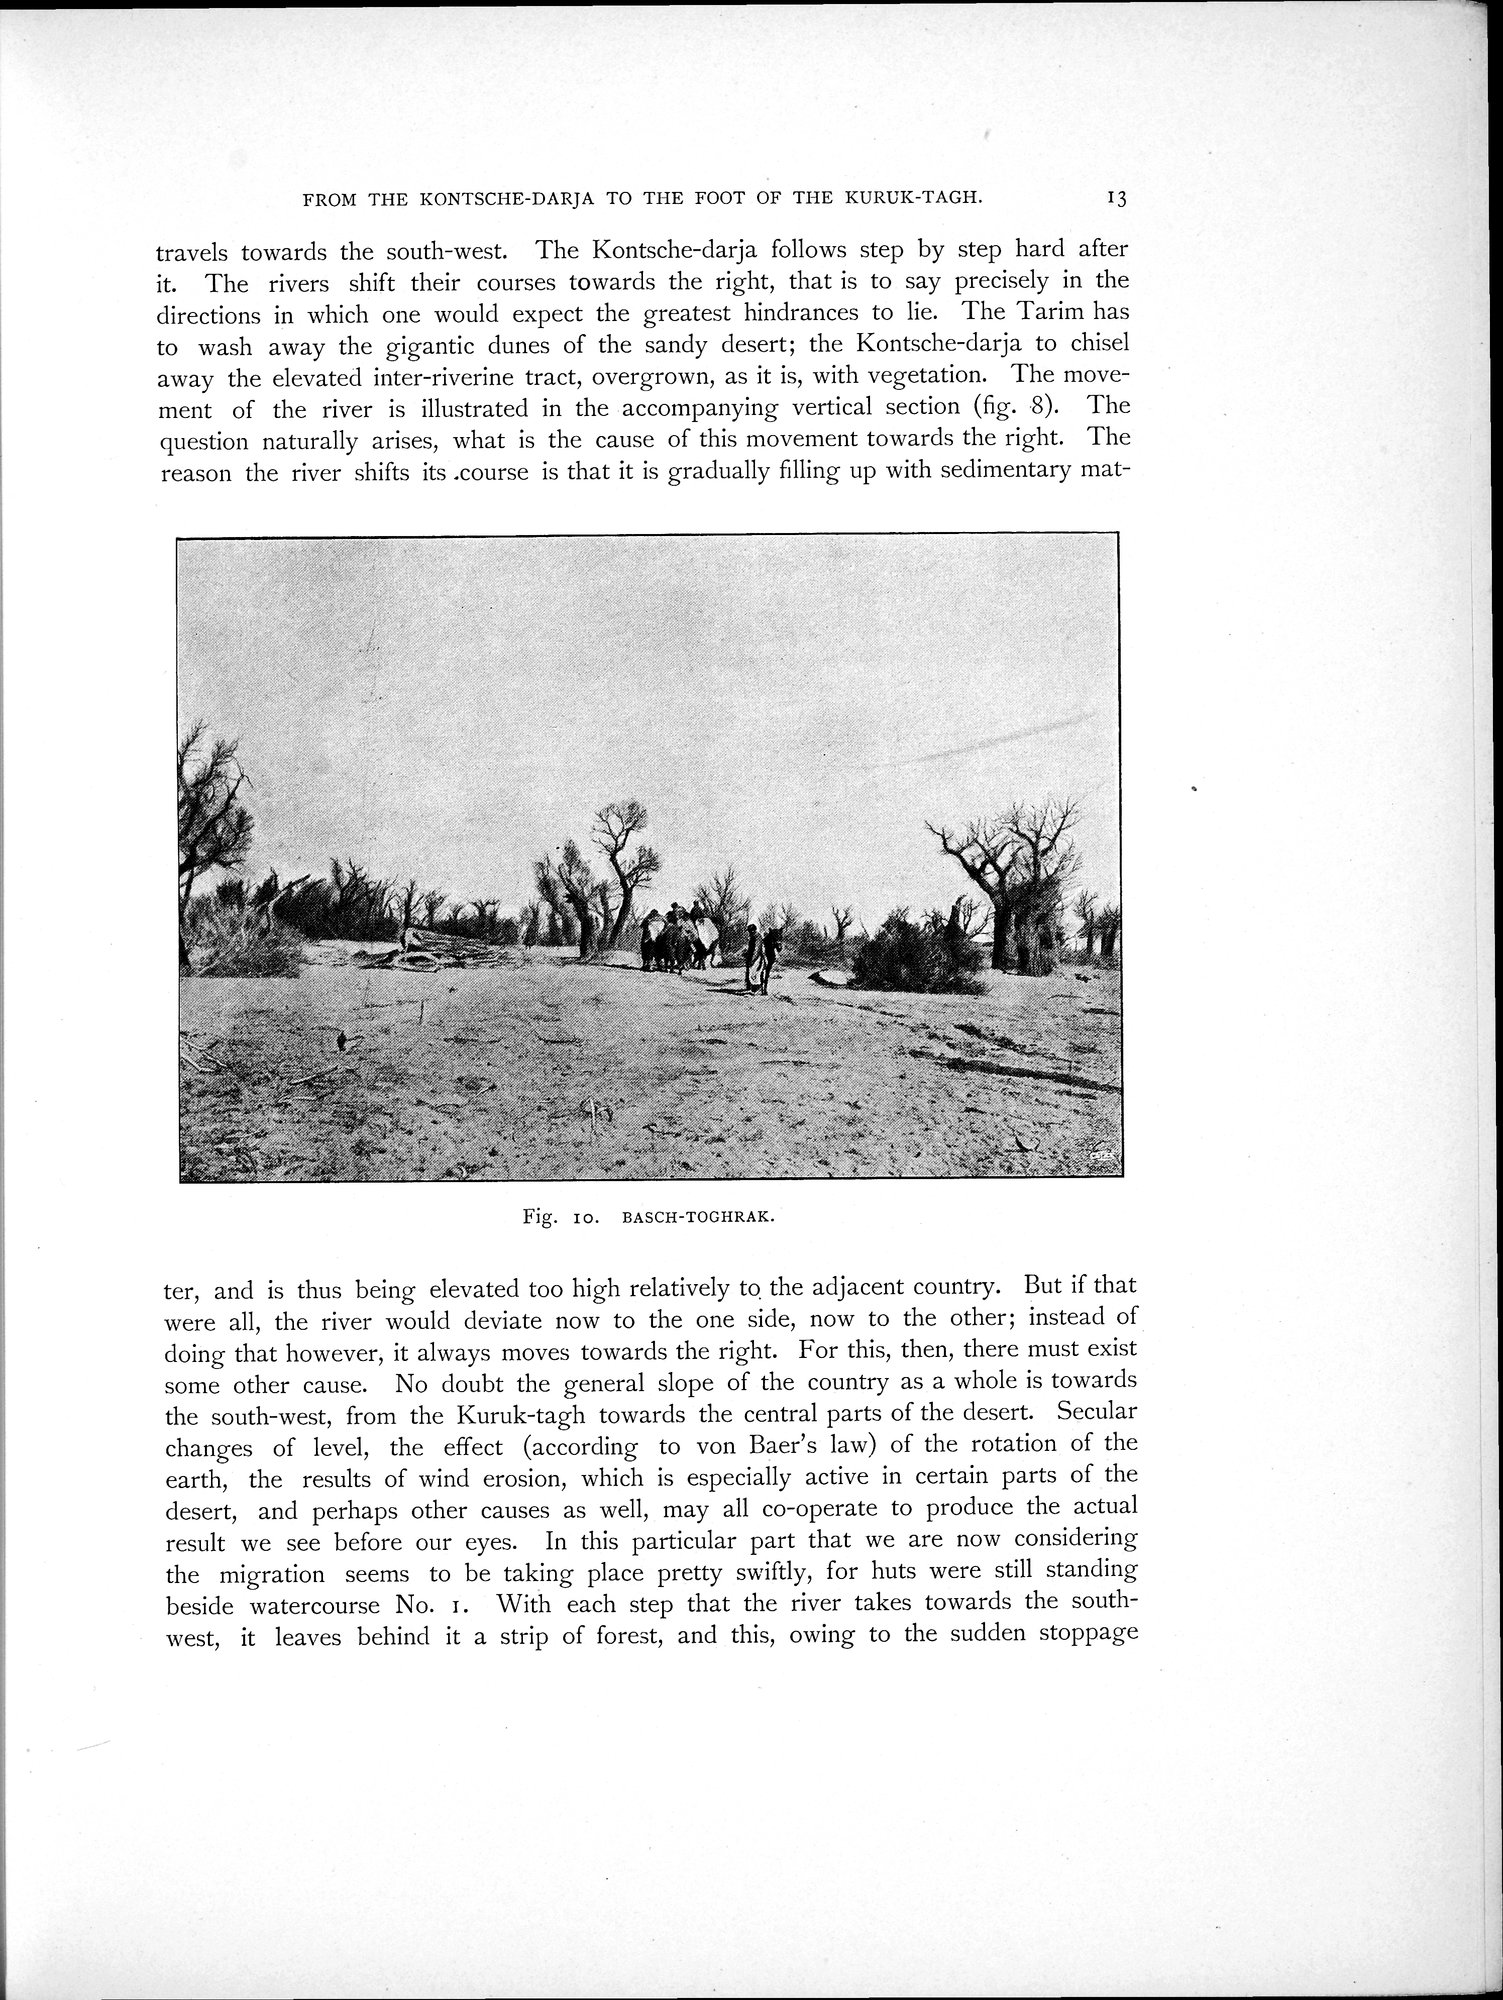 FROM THE KONTSCHE-DARJA TO THE FOOT OF THE KURUK-TAGH. 13
travels towards the south-west. The Kontsche-darja follows step by step hard after
it. The rivers shift their courses towards the right, that is to say precisely in the
directions in which one would expect the greatest hindrances to lie. The Tarim has
to wash away the gigantic dunes of the sandy desert; the Kontsche-darja to chisel
away the elevated inter-riverine tract, overgrown, as it is, with vegetation. The move-
ment of the river is illustrated in the accompanying vertical section (fig. 8). The
question naturally arises, what is the cause of this movement towards the right. The
reason the river shifts its course is that it is gradually filling up with sedimentary mat-
Fig. 10. BASCH-TOGHRAK.
ter, and is thus being elevated too high relatively to the adjacent country. But if that
were all, the river would deviate now to the one side, now to the other; instead of
doing that however, it always moves towards the right. For this, then, there must exist
some other cause. No doubt the general slope of the country as a whole is towards
the south-west, from the Kuruk-tagh towards the central parts of the desert. Secular
changes of level, the effect (according to von Baer's law) of the rotation of the
earth, the results of wind erosion, which is especially active in certain parts of the
desert, and perhaps other causes as well, may all co-operate to produce the actual
result we see before our eyes. In this particular part that we are now considering
the migration seems to be taking place pretty swiftly, for huts were still standing
beside watercourse No. 1. With each step that the river takes towards the south-
west, it leaves behind it a strip of forest, and this, owing to the sudden stoppage